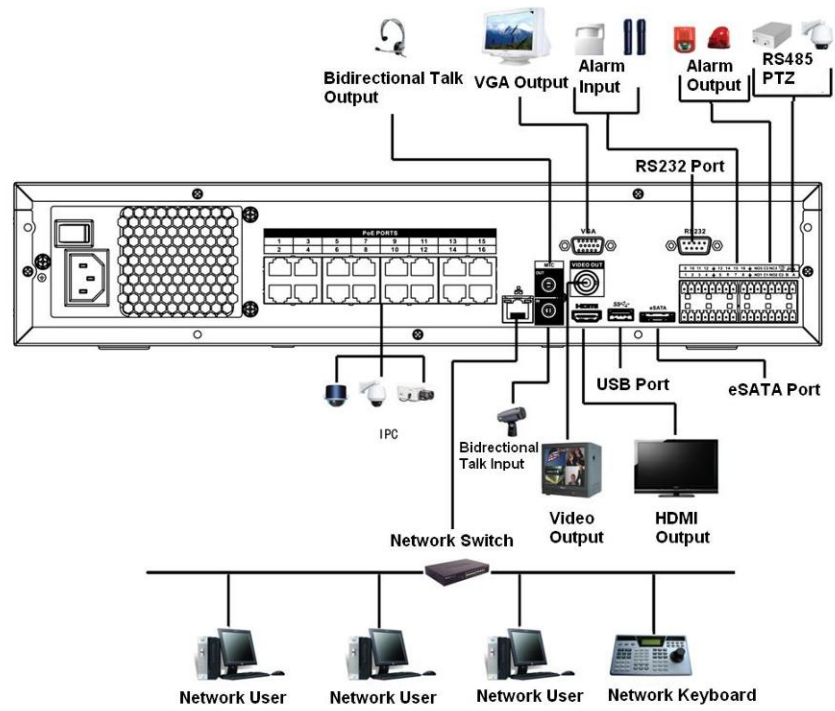 Bidirectional Talk
Output
VGA Output
Alarm
Input
Alarm
Output
RS485
PTZ
RS232 Port
PoE PORTS
1 3 5 7 9 11 13 15
2 4 6 8 10 12 14 16
MIC
OUT
VGA
VIDEO OUT
RS232
HDMI
eSATA
USB Port
eSATA Port
IPC
Bidrectional
Talk Input
Video
Output
HDMI
Output
Network Switch
Network User
Network User
Network User
Network Keyboard